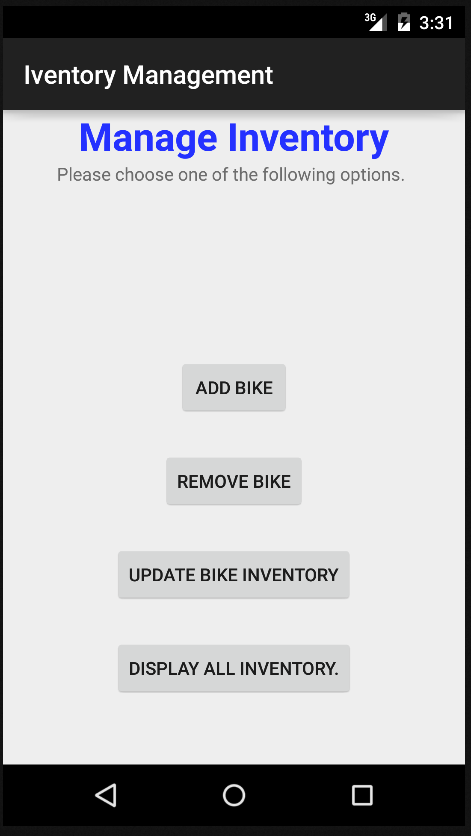 3G 3:31
Iventory Management
Manage Inventory
Please choose one of the following options.
ADD BIKE
REMOVE BIKE
UPDATE BIKE INVENTORY
DISPLAY ALL INVENTORY.